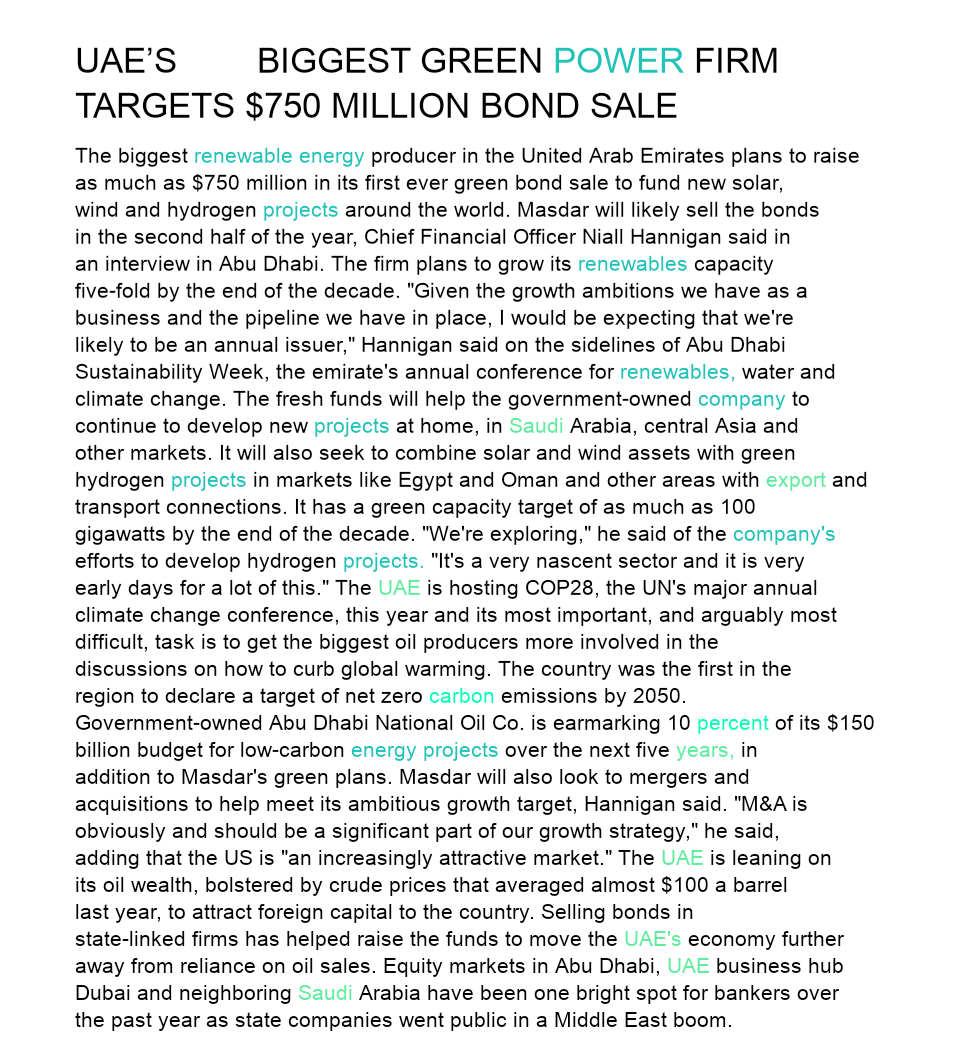 UAE’S BIGGEST GREEN POWER FIRM
TARGETS $750 MILLION BOND SALE
The biggest renewable energy producer in the United Arab Emirates plans to raise
as much as $750 million in its first ever green bond sale to fund new solar,
wind and hydrogen projects around the world. Masdar will likely sell the bonds
in the second half of the year, Chief Financial Officer Niall Hannigan said in
an interview in Abu Dhabi. The firm plans to grow its renewables capacity
five-fold by the end of the decade. "Given the growth ambitions we have as a
business and the pipeline we have in place, I would be expecting that we're
likely to be an annual issuer," Hannigan said on the sidelines of Abu Dhabi
Sustainability Week, the emirate's annual conference for renewables, water and
climate change. The fresh funds will help the government-owned company to
continue to develop new projects at home, in Saudi Arabia, central Asia and
other markets. It will also seek to combine solar and wind assets with green
hydrogen projects in markets like Egypt and Oman and other areas with export and
transport connections. It has a green capacity target of as much as 100
gigawatts by the end of the decade. "We're exploring," he said of the company's
efforts to develop hydrogen projects. "It's a very nascent sector and it is very
early days for a lot of this." The UAE is hosting COP28, the UN's major annual
climate change conference, this year and its most important, and arguably most
difficult, task is to get the biggest oil producers more involved in the
discussions on how to curb global warming. The country was the first in the
region to declare a target of net zero carbon emissions by 2050.
Government-owned Abu Dhabi National Oil Co. is earmarking 10 percent of its $150
billion budget for low-carbon energy projects over the next five years, in
addition to Masdar's green plans. Masdar will also look to mergers and
acquisitions to help meet its ambitious growth target, Hannigan said. "M&A is
obviously and should be a significant part of our growth strategy," he said,
adding that the US is "an increasingly attractive market." The UAE is leaning on
its oil wealth, bolstered by crude prices that averaged almost $100 a barrel
last year, to attract foreign capital to the country. Selling bonds in
state-linked firms has helped raise the funds to move the UAE's economy further
away from reliance on oil sales. Equity markets in Abu Dhabi, UAE business hub
Dubai and neighboring Saudi Arabia have been one bright spot for bankers over
the past year as state companies went public in a Middle East boom.